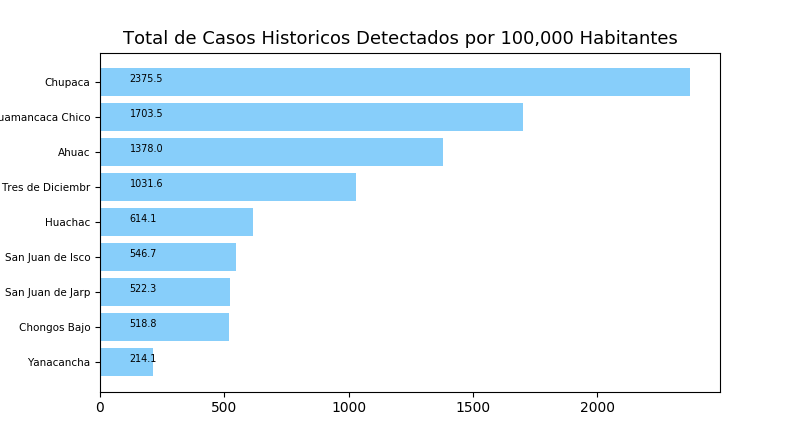 Total de Casos Historicos Detectados por 100,000 Habitantes
Chupaca 2375.5
uamancaca Chico 1703.5
Ahuac 1378.0
Tres de Diciembr 1031.6
Huachac 614.1
San Juan de Isco 546.7
San Juan de Jarp 522.3
Chongos Bajo 518.8
Yanacancha 214.1
0 500 1000 1500 2000